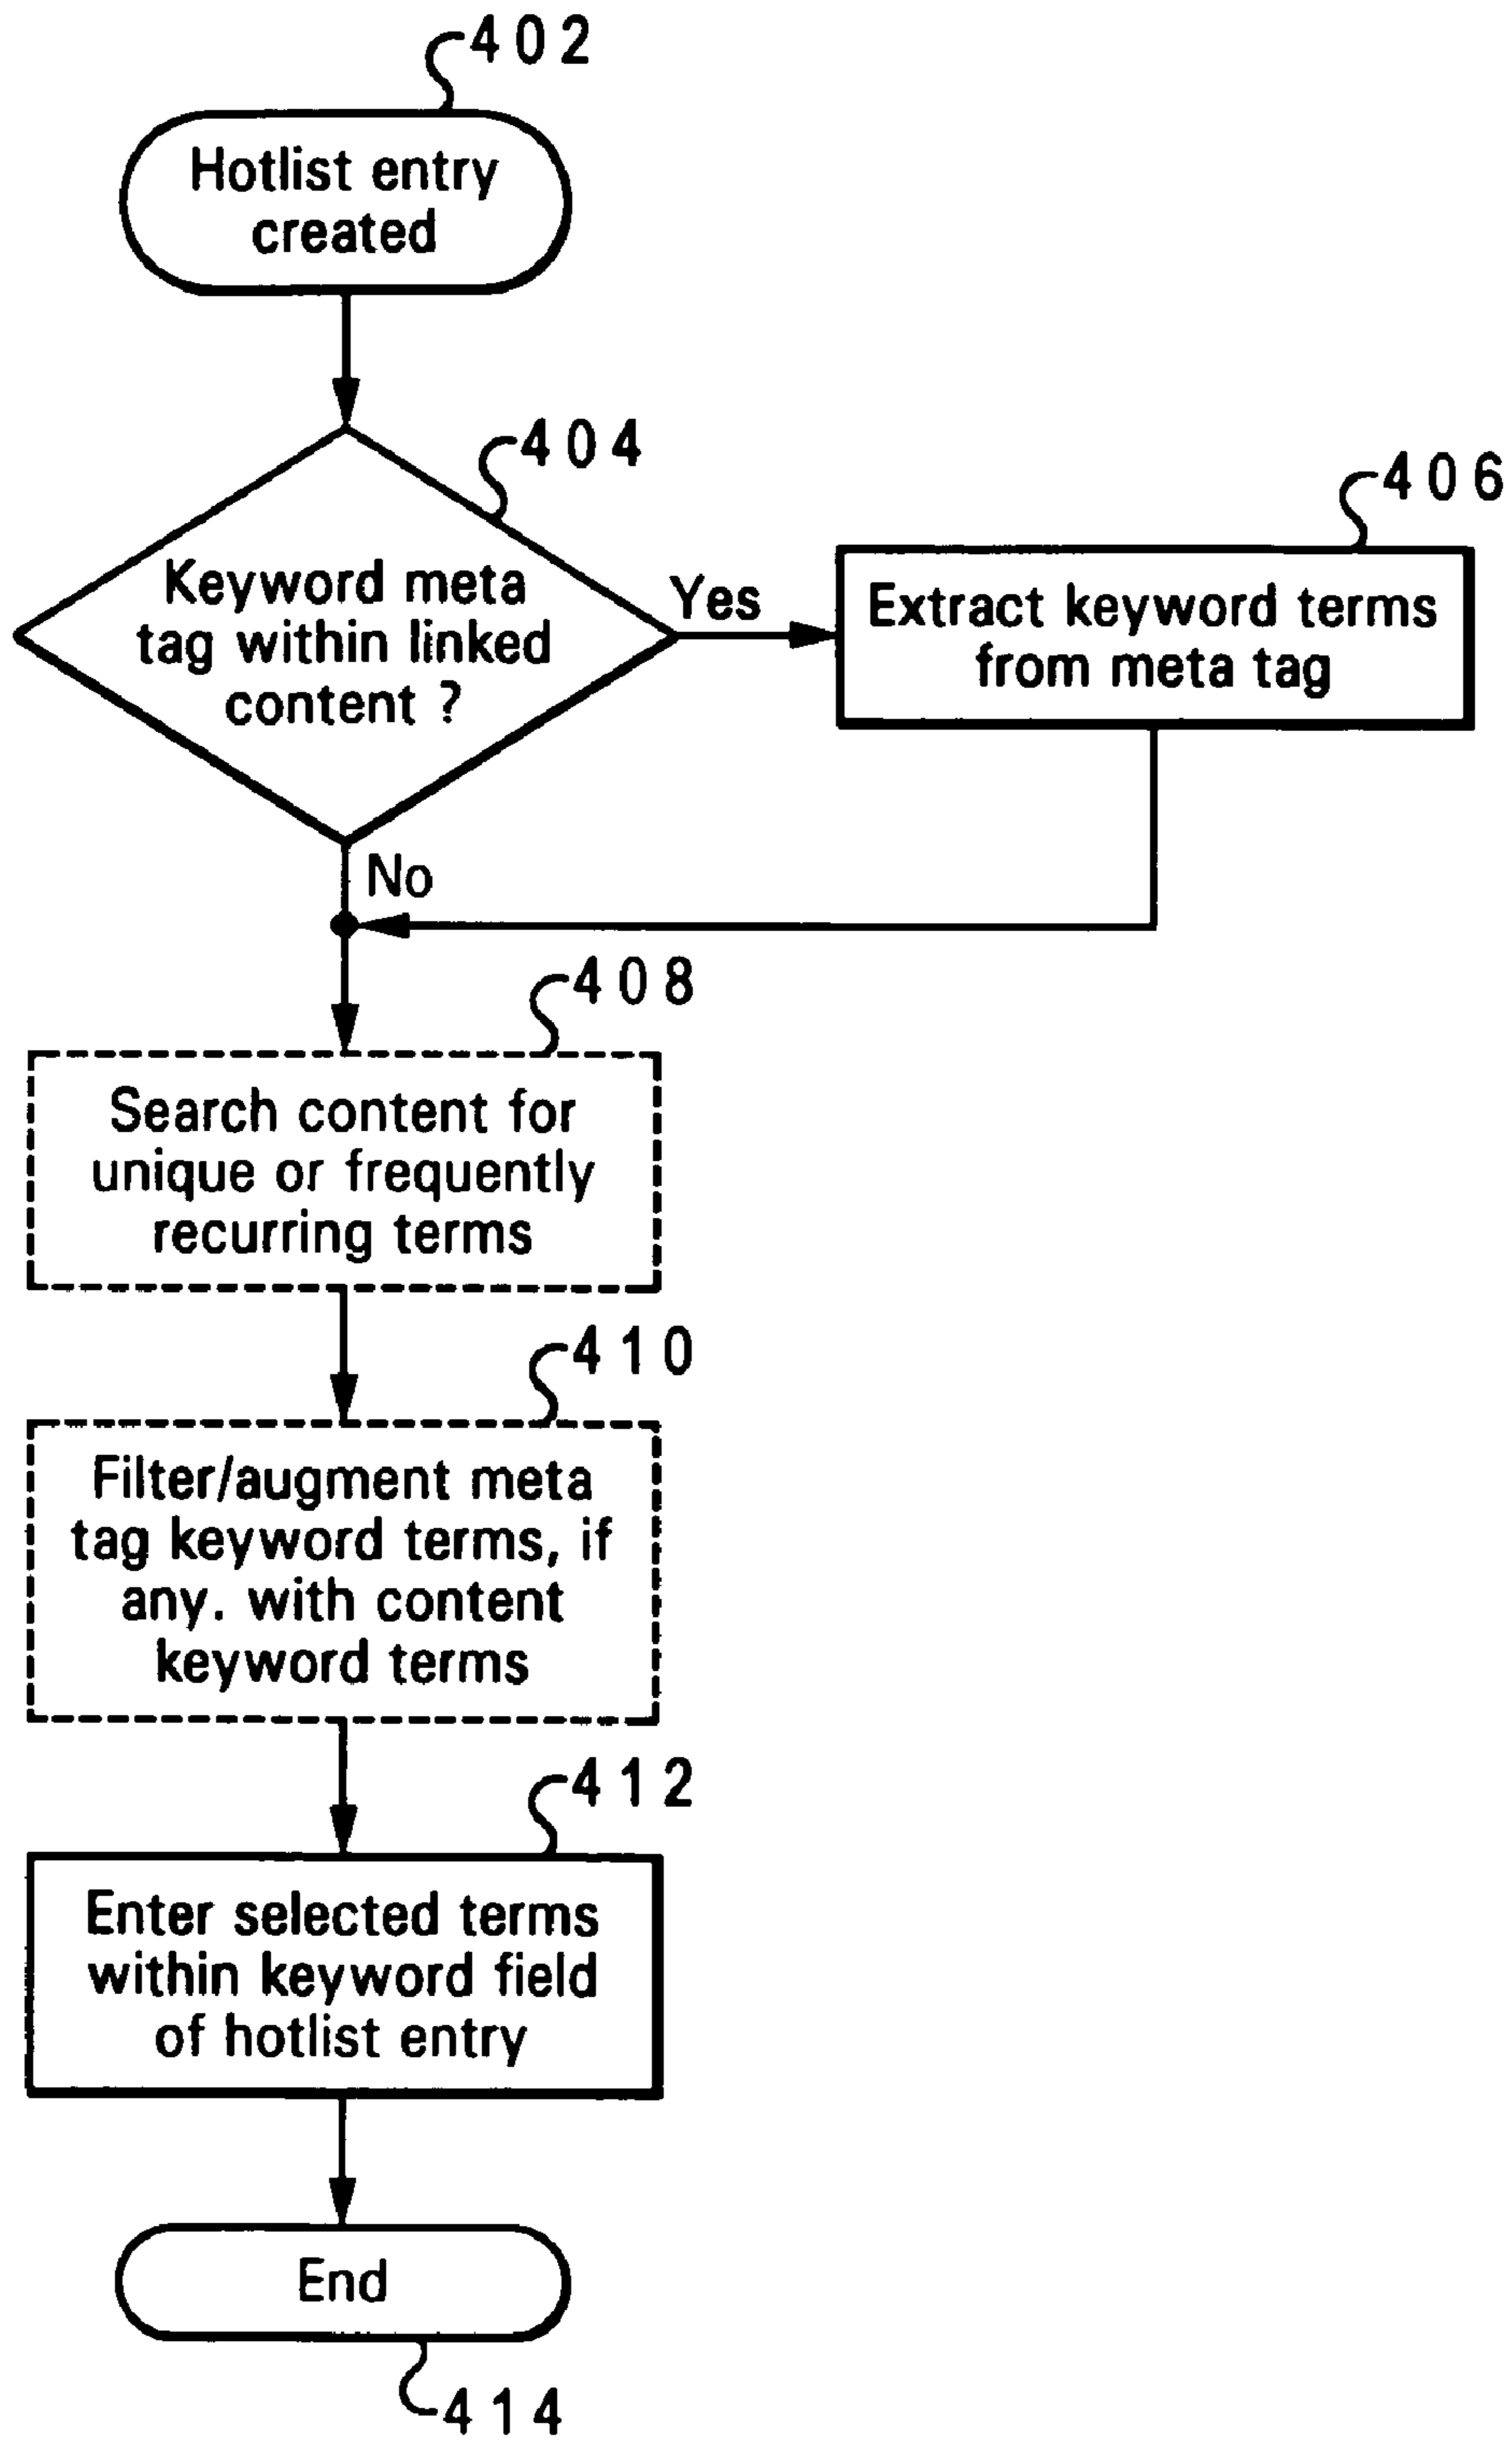 402
Hotlist entry
created
404
Keyword meta
tag within linked
content ?
Yes
406
Extract keyword terms
from meta tag
No
408
Search content for
unique or frequently
recurring terms
410
Filter/augment meta
tag keyword terms, if
any. with content
keyword terms
412
Enter selected terms
within keyword field
of hotlist entry
End
414